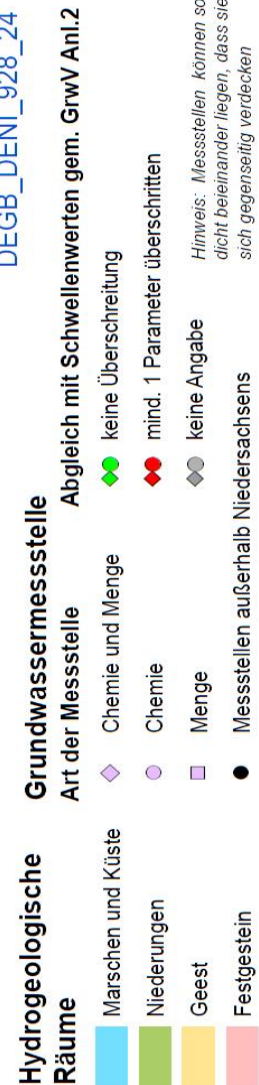 DEGB_DENI_928_24
Hydrogeologische
Räume
Marschen und Küste
Niederungen
Geest
Festgestein
Grundwassermessstelle
Art der Messstelle
Chemie und Menge
Chemie
Menge
Messstellen außerhalb Niedersachsens
Abgleich mit Schwellenwerten gem. GrwV Anl.2
keine Überschreitung
mind. 1 Parameter überschritten
keine Angabe
Hinweis: Messstellen können so
dicht beieinander liegen, dass sie
sich gegenseitig verdecken